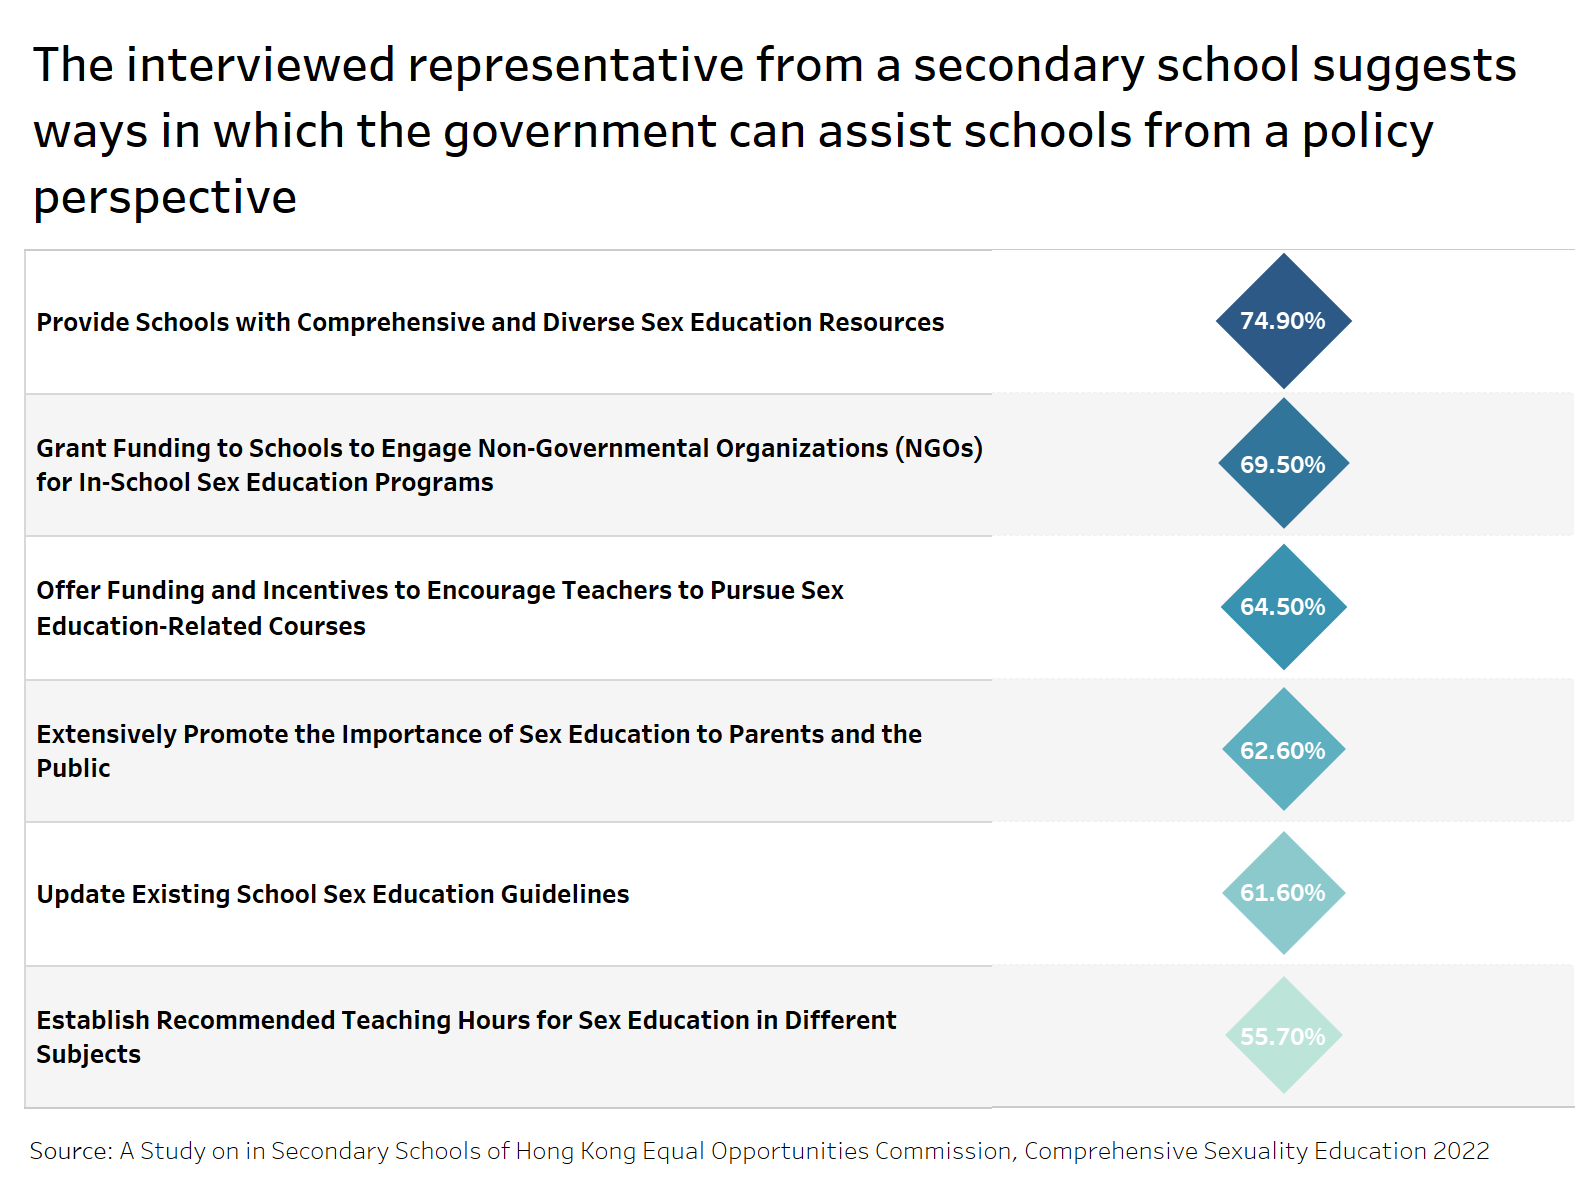 The interviewed representative from a secondary school suggests
ways in which the government can assist schools from a policy
perspective
Provide Schools with Comprehensive and Diverse Sex Education Resources
74.90%
Grant Funding to Schools to Engage Non-Governmental Organizations (NGOs)
for In-School Sex Education Programs
69.50%
Offer Funding and Incentives to Encourage Teachers to Pursue Sex
Education-Related Courses
64.50%
Extensively Promote the Importance of Sex Education to Parents and the
Public
62.60%
Update Existing School Sex Education Guidelines
61.60%
Establish Recommended Teaching Hours for Sex Education in Different
Subjects
55.70%
Source: A Study on in Secondary Schools of Hong Kong Equal Opportunities Commission, Comprehensive Sexuality Education 2022